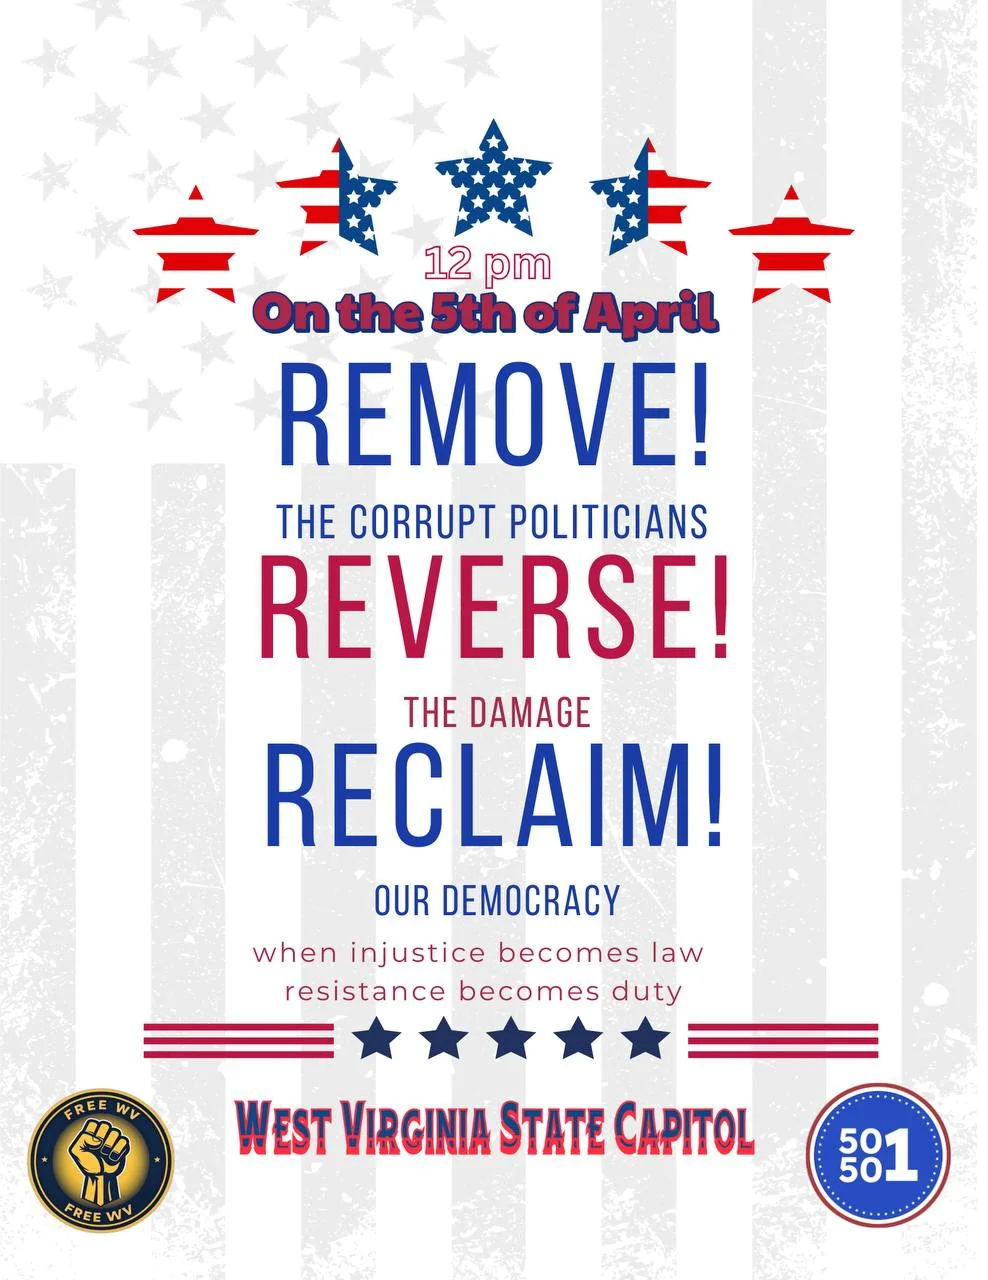 12 pm
On the 5th of April
REMOVE!
THE CORRUPT POLITICIANS
REVERSE!
THE DAMAGE
RECLAIM!
OUR DEMOCRACY
when injustice becomes law
resistance becomes duty
West Virginia State Capitol
FREE WV
FREE WV
50
50
1